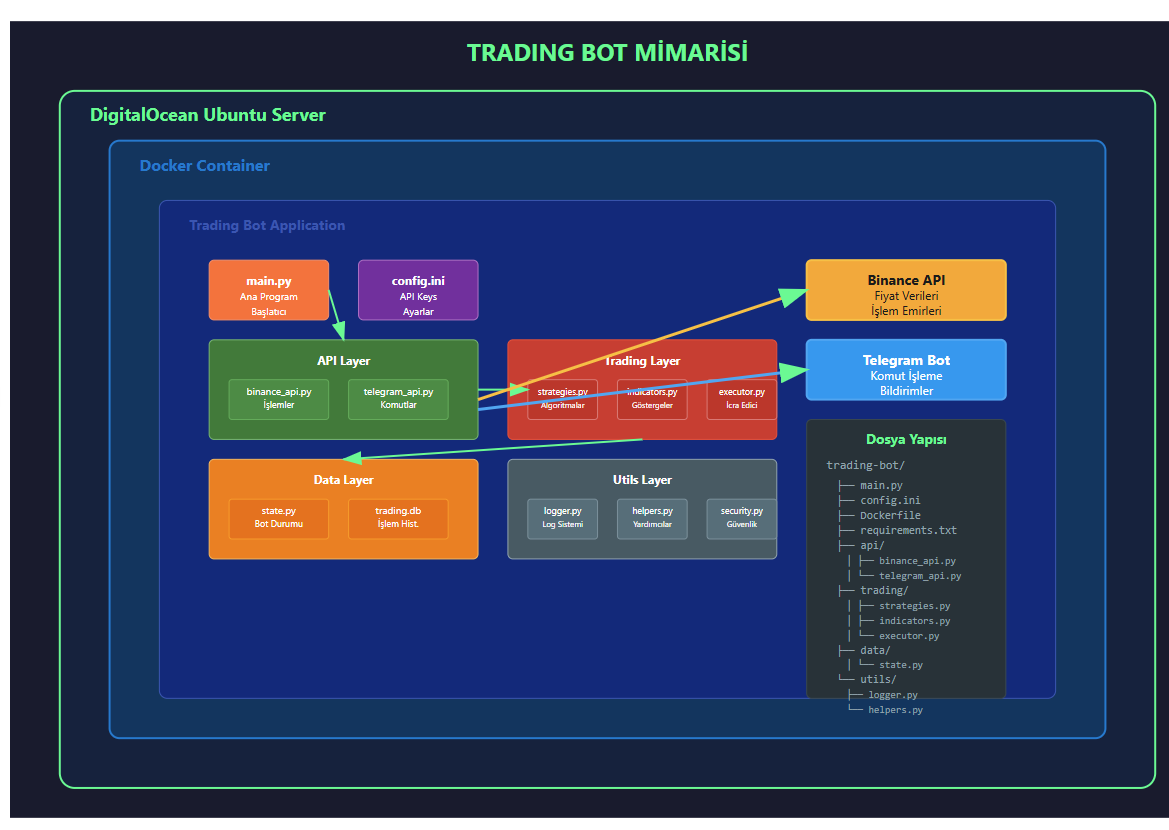 TRADING BOT MİMARİSİ
DigitalOcean Ubuntu Server
Docker Container
Trading Bot Application
main.py
Ana Program
Başlatıcı
config.ini
API Keys
Ayarlar
Binance API
Fiyat Verileri
İşlem Emirleri
API Layer
binance_api.py
İşlemler
telegram_api.py
Komutlar
Trading Layer
strategies.py
Algoritmalar
indicators.py
Göstergeler
executor.py
İcra Edici
Telegram Bot
Komut İşleme
Bildirimler
Data Layer
state.py
Bot Durumu
trading.db
İşlem Hist.
Utils Layer
logger.py
Log Sistemi
helpers.py
Yardımcılar
security.py
Güvenlik
Dosya Yapısı
trading-bot/
├── main.py
├── config.ini
├── Dockerfile
├── requirements.txt
├── api/
│ ├── binance_api.py
│ └── telegram_api.py
├── trading/
│ ├── strategies.py
│ ├── indicators.py
│ └── executor.py
├── data/
│ └── state.py
└── utils/
├── logger.py
└── helpers.py